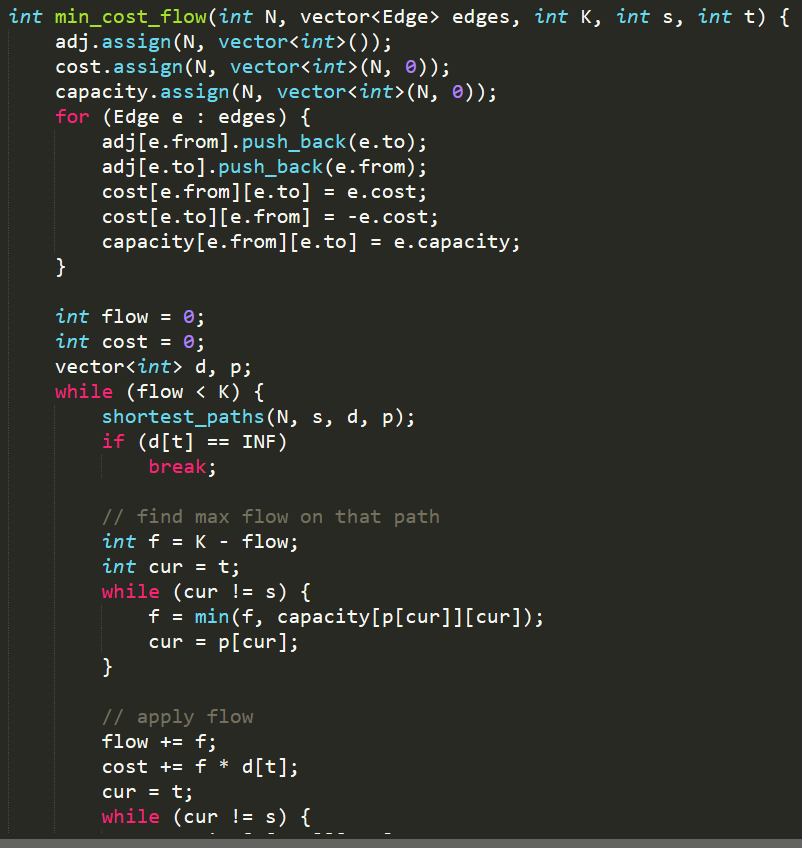 int min_cost_flow(int N, vector<Edge> edges, int K, int s, int t) {
    adj.assign(N, vector<int>());
    cost.assign(N, vector<int>(N, 0));
    capacity.assign(N, vector<int>(N, 0));
    for (Edge e : edges) {
        adj[e.from].push_back(e.to);
        adj[e.to].push_back(e.from);
        cost[e.from][e.to] = e.cost;
        cost[e.to][e.from] = -e.cost;
        capacity[e.from][e.to] = e.capacity;
    }

    int flow = 0;
    int cost = 0;
    vector<int> d, p;
    while (flow < K) {
        shortest_paths(N, s, d, p);
        if (d[t] == INF)
            break;

        // find max flow on that path
        int f = K - flow;
        int cur = t;
        while (cur != s) {
            f = min(f, capacity[p[cur]][cur]);
            cur = p[cur];
        }

        // apply flow
        flow += f;
        cost += f * d[t];
        cur = t;
        while (cur != s) {